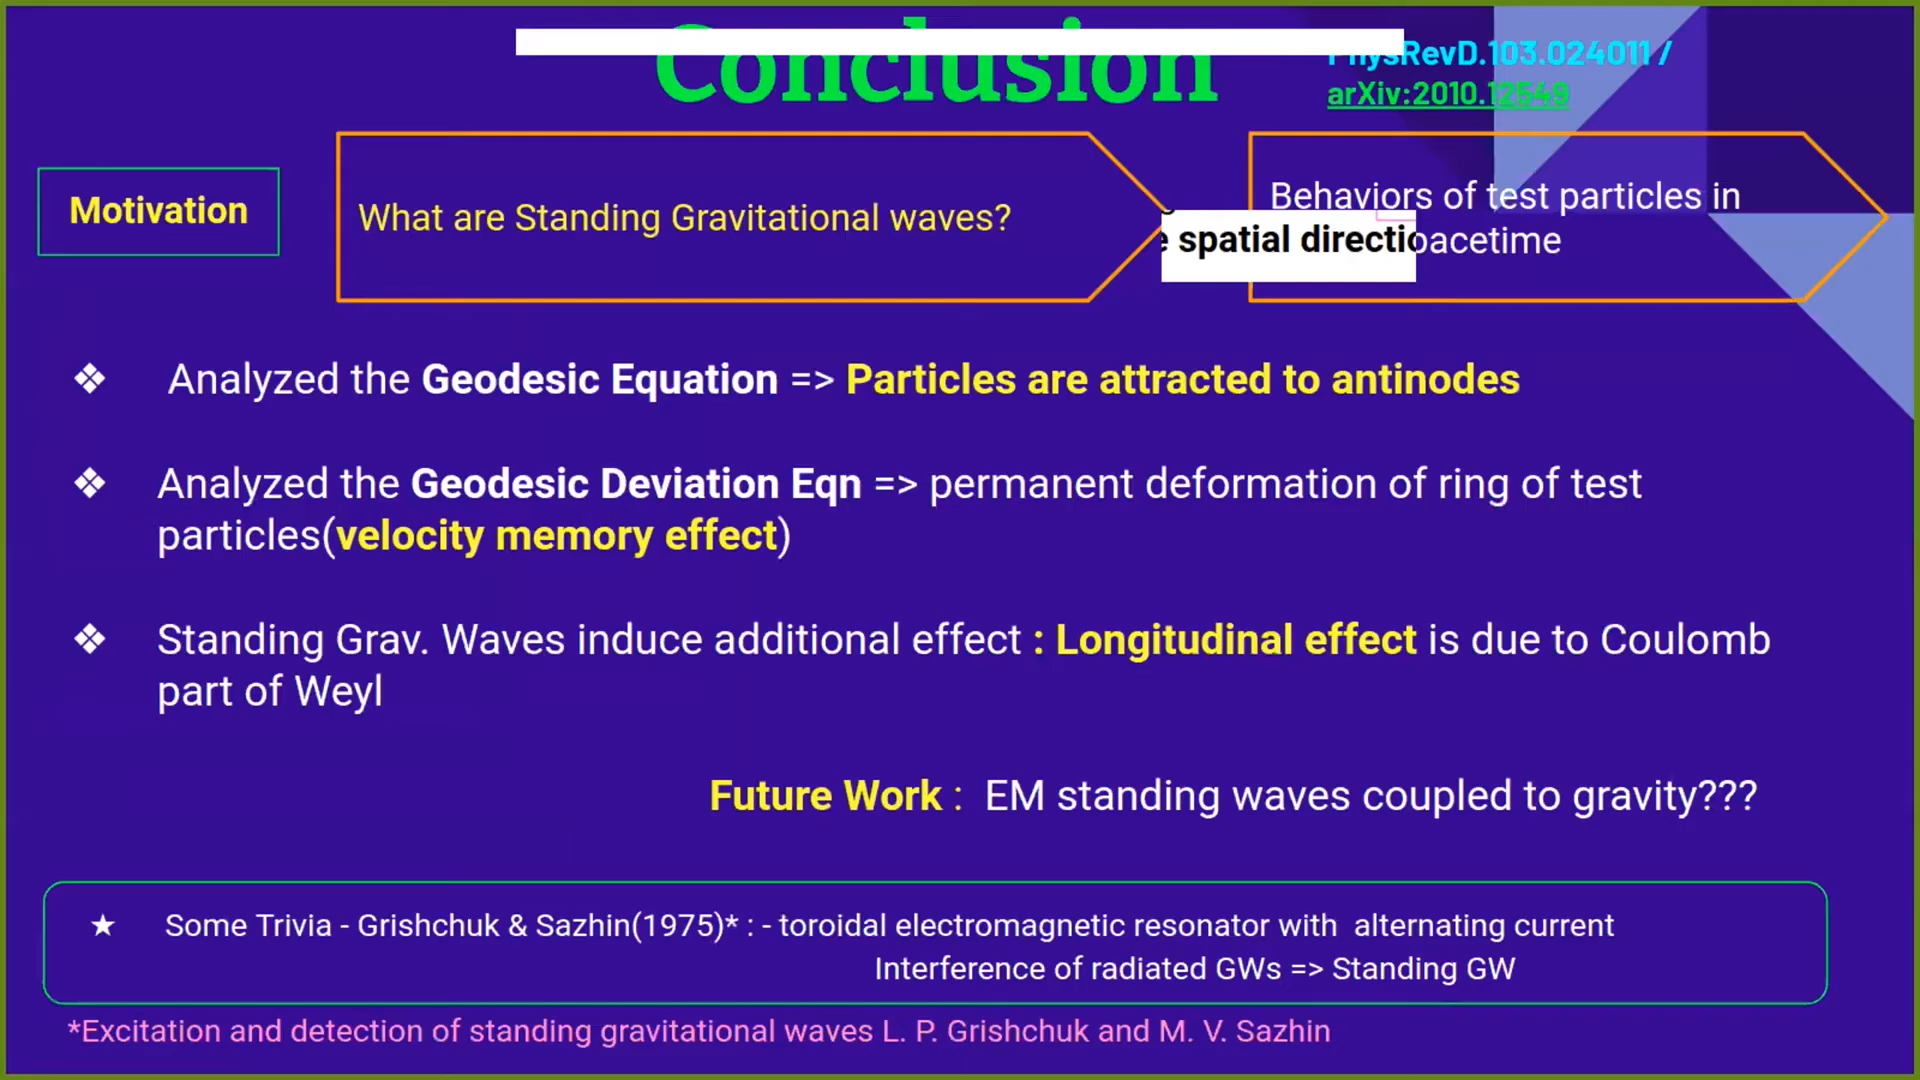 Conclusion
PhysRevD.103.024011 /
arXiv:2010.12549
Motivation
What are Standing Gravitational waves?
Behaviors of test particles in
spatial directio
pacetime
❖ Analyzed the Geodesic Equation => Particles are attracted to antinodes
❖ Analyzed the Geodesic Deviation Eqn => permanent deformation of ring of test
particles(velocity memory effect)
❖ Standing Grav. Waves induce additional effect : Longitudinal effect is due to Coulomb
part of Weyl
Future Work : EM standing waves coupled to gravity???
★ Some Trivia - Grishchuk & Sazhin(1975)* : - toroidal electromagnetic resonator with alternating current
Interference of radiated GWs => Standing GW
*Excitation and detection of standing gravitational waves L. P. Grishchuk and M. V. Sazhin